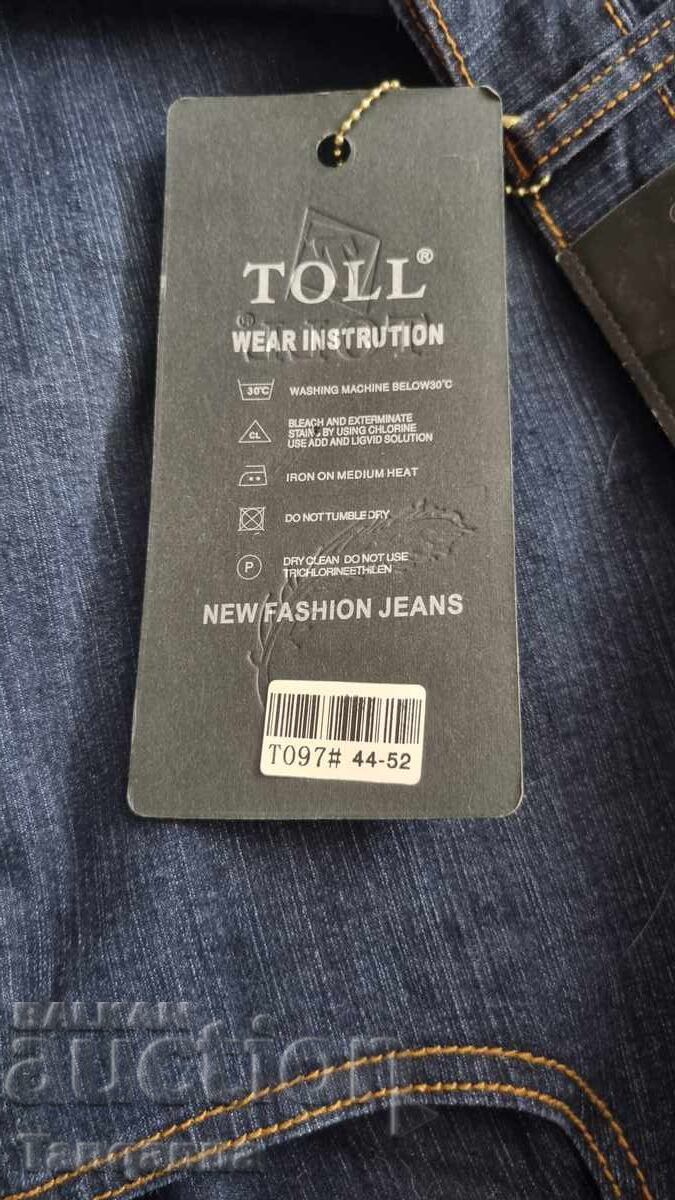 TOLL®
WEAR INSTRUTION
30°C WASHING MACHINE BELOW30°C
BLEACH AND EXTERMINATE
CL STAING BY USING CHLORINE
USE ADD AND LIGVID SOLUTION
IRON ON MEDIUM HEAT
DO NOT TUMBLE DRY
P DRY CLEAN DO NOT USE
TRICHLORINEETHILEN
NEW FASHION JEANS
T097# 44-52
BALKAN
auction
Tanganna